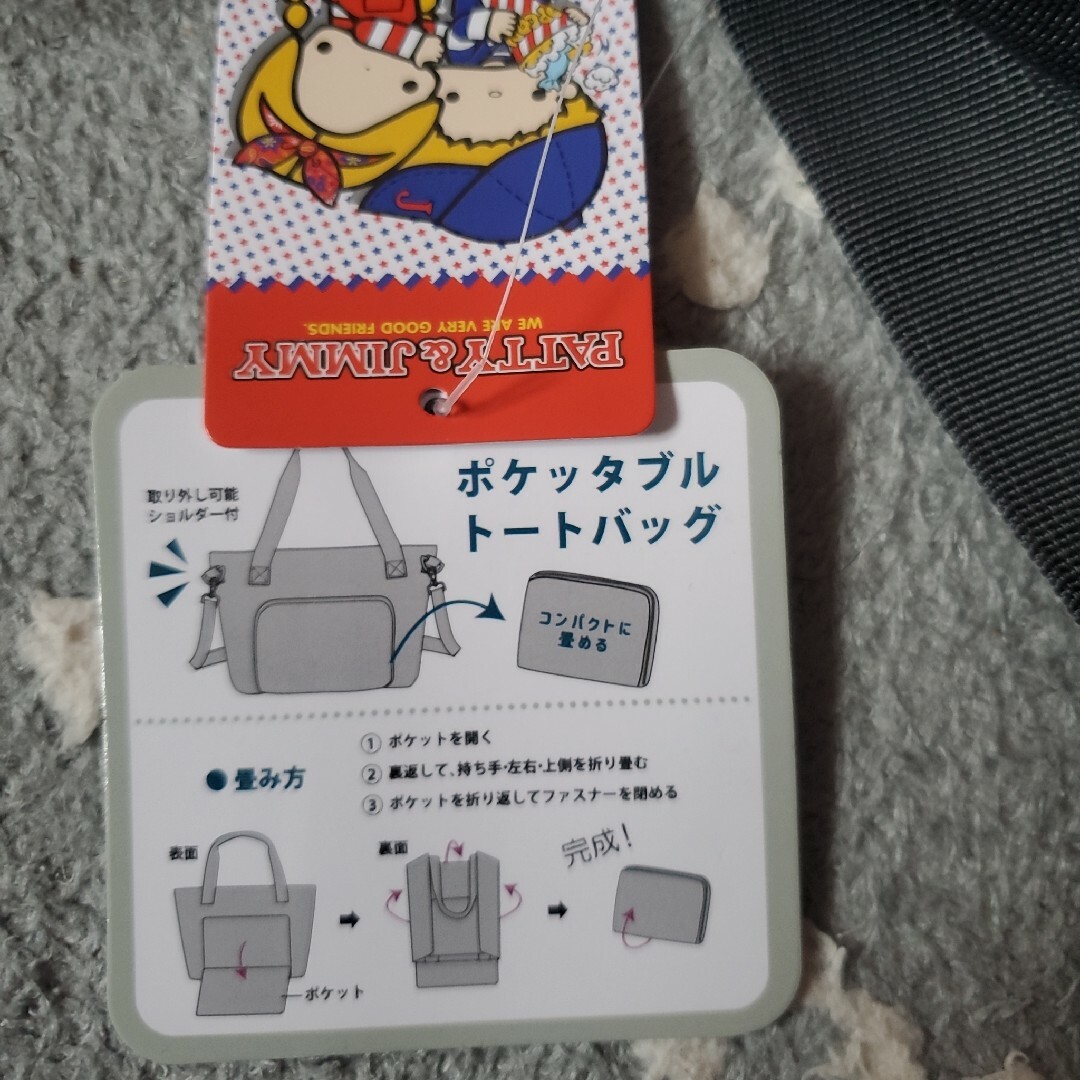 J
WE ARE VERY GOOD FRIENDS.
PATTY & JIMMY
ポケッタブル
トートバッグ
取り外し可能
ショルダー付
コンパクトに
畳める
● 畳み方
① ポケットを開く
② 裏返して、持ち手・左右・上側を折り畳む
③ ポケットを折り返してファスナーを閉める
表面
裏面
完成!
ポケット